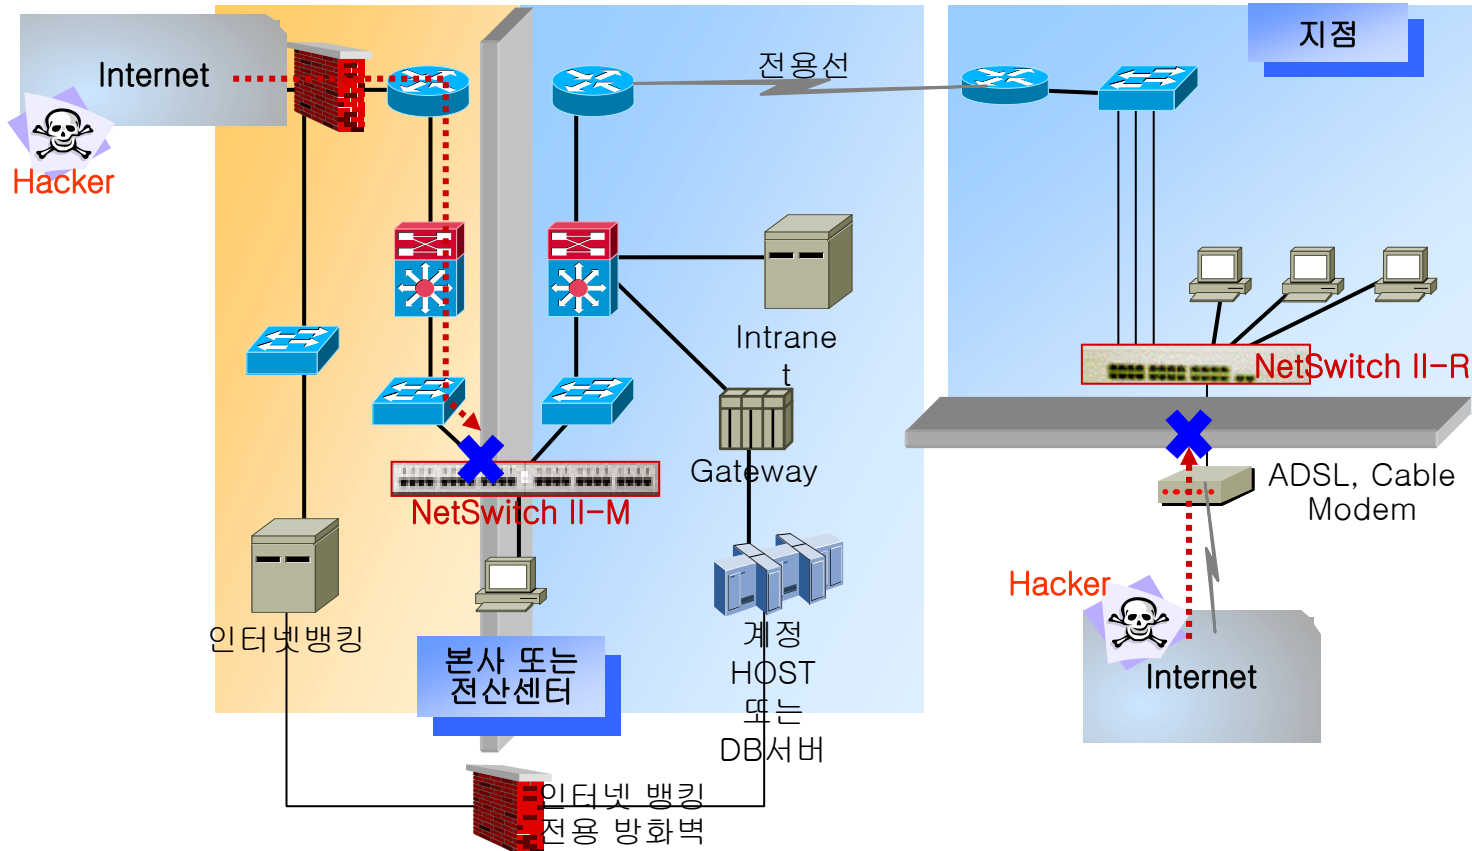 지점
전용선
Internet
Hacker
Intrane
t
NetSwitch II-R
Gateway
ADSL, Cable
Modem
NetSwitch II-M
Hacker
인터넷뱅킹
본사 또는
전산센터
계정
HOST
또는
DB서버
Internet
인터넷 뱅킹
전용 방화벽